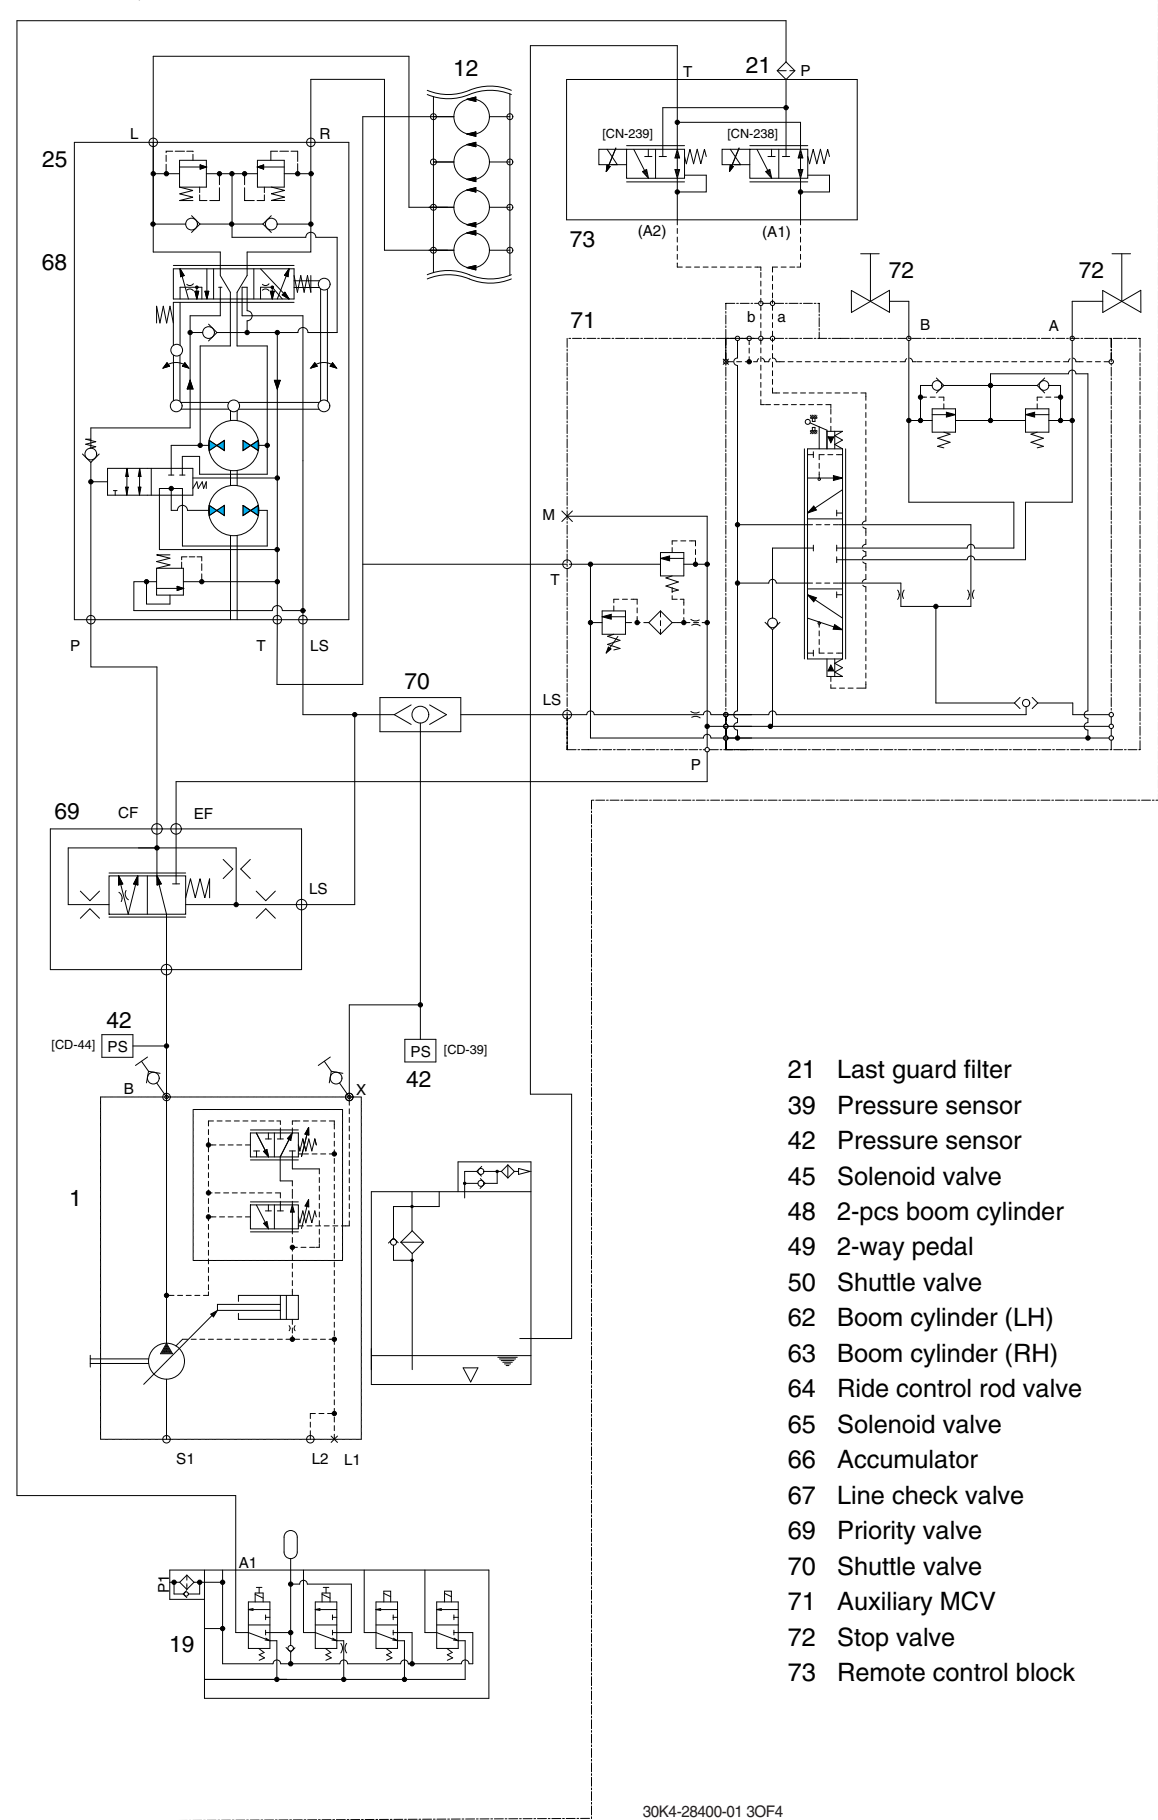 21 P
T
12
L R
25
[CN-239] [CN-238]
68
73 (A2) (A1)
72 72
71
b a
B A
M
T
P T LS
70
LS
P
69 CF EF
LS
42
[CD-44] PS
PS [CD-39]
42
B X
1
S1 L2 L1
A1
P1
19
21 Last guard filter
39 Pressure sensor
42 Pressure sensor
45 Solenoid valve
48 2-pcs boom cylinder
49 2-way pedal
50 Shuttle valve
62 Boom cylinder (LH)
63 Boom cylinder (RH)
64 Ride control rod valve
65 Solenoid valve
66 Accumulator
67 Line check valve
69 Priority valve
70 Shuttle valve
71 Auxiliary MCV
72 Stop valve
73 Remote control block
30K4-28400-01 3OF4